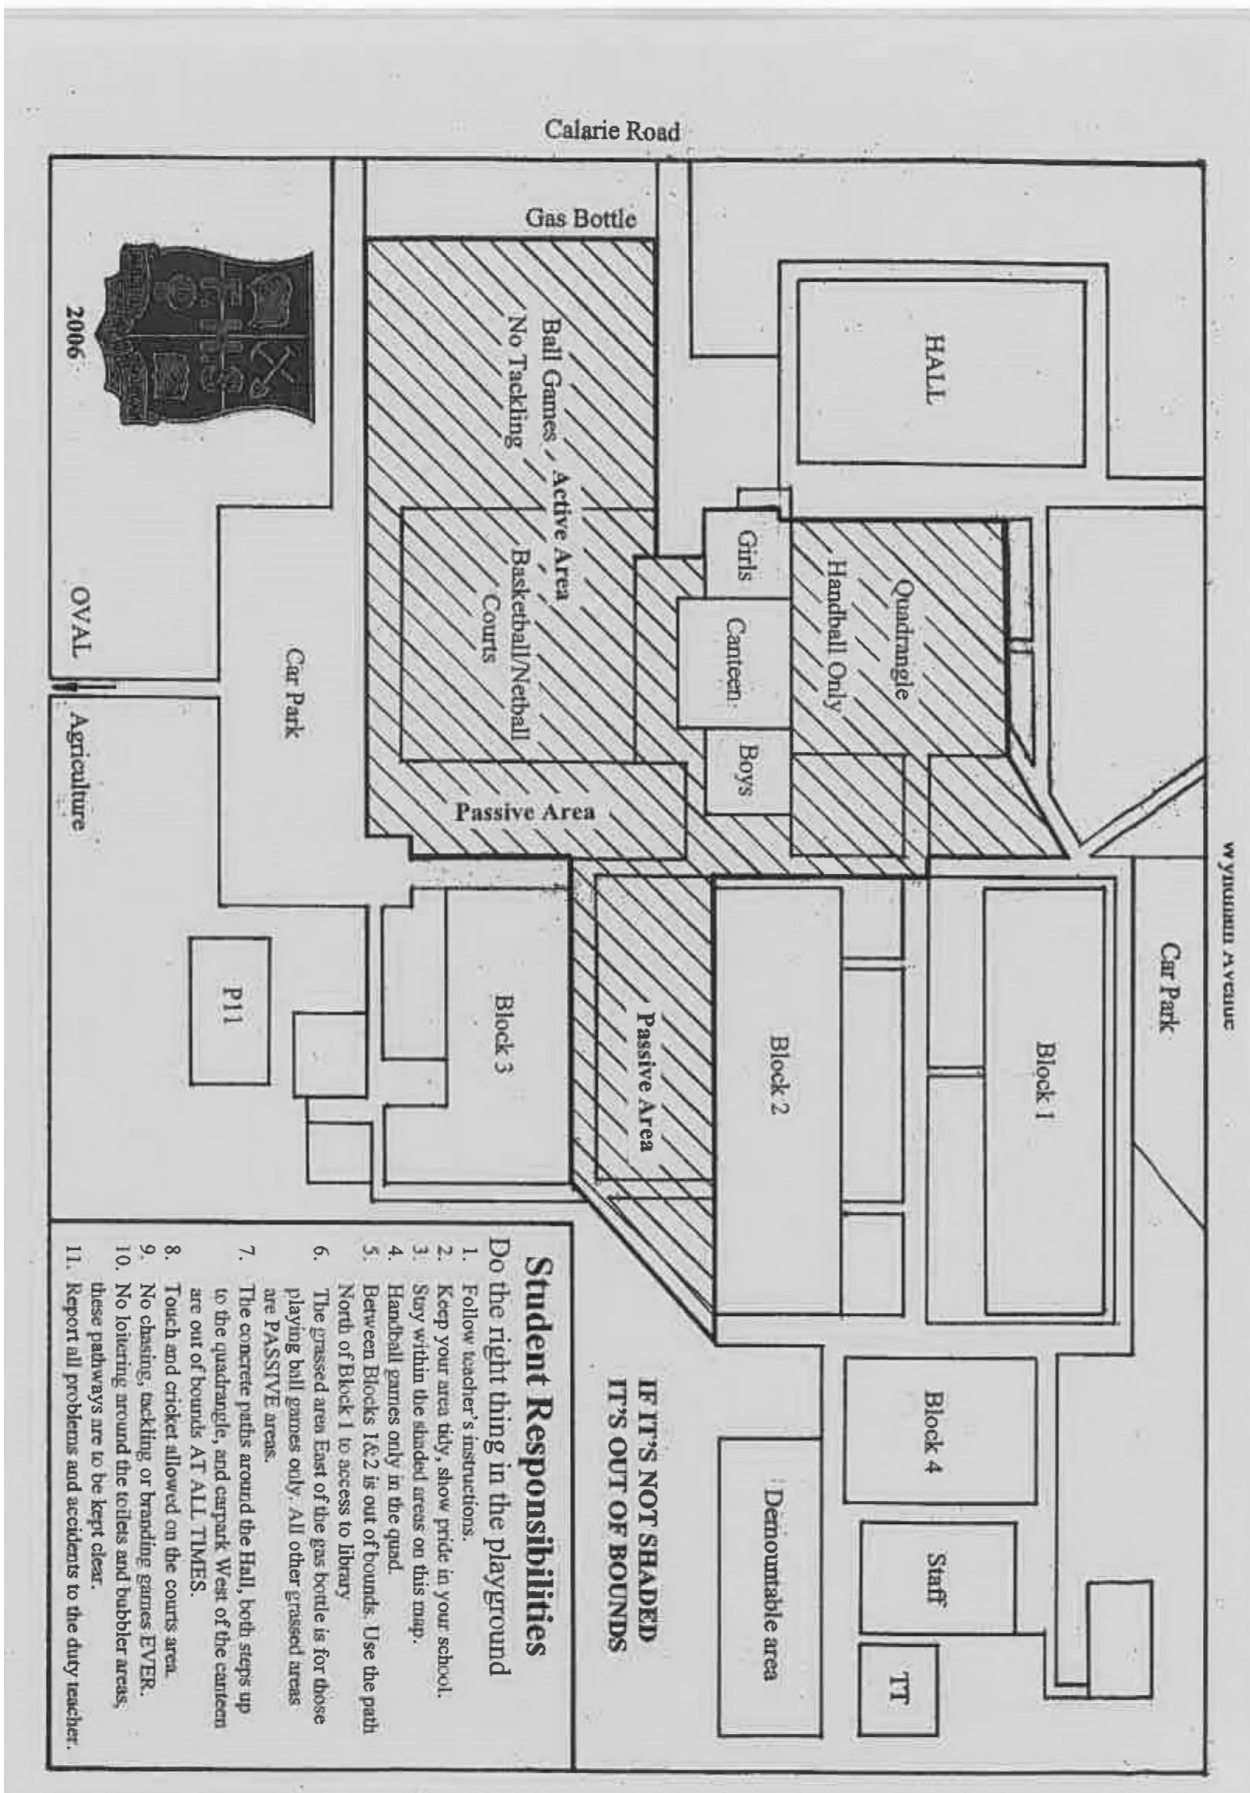 Calarie Road
Gas Bottle
HALL
Ball Games - Active Area
No Tackling
Basketball/Netball
Courts
Girls
Canteen
Boys
Quadrangle
Handball Only
Passive Area
Car Park
OVAL
Agriculture
2006
P11
Block 3
Passive Area
Block 2
Block 1
Car Park
Avenue
Block 4
Staff
TT
Demountable area
IF IT'S NOT SHADED
IT'S OUT OF BOUNDS
Student Responsibilities
Do the right thing in the playground
1. Follow teacher's instructions.
2. Keep your area tidy, show pride in your school.
3. Stay within the shaded areas on this map.
4. Handball games only in the quad.
5. Between Blocks 1&2 is out of bounds. Use the path
North of Block 1 to access to library
6. The grassed area East of the gas bottle is for those
playing ball games only. All other grassed areas
are PASSIVE areas.
7. The concrete paths around the Hall, both steps up
to the quadrangle, and carpark West of the canteen
are out of bounds AT ALL TIMES.
8. Touch and cricket allowed on the courts area.
9. No chasing, tackling or branding games EVER.
10. No loitering around the toilets and bubbler areas,
these pathways are to be kept clear.
11. Report all problems and accidents to the duty teacher.